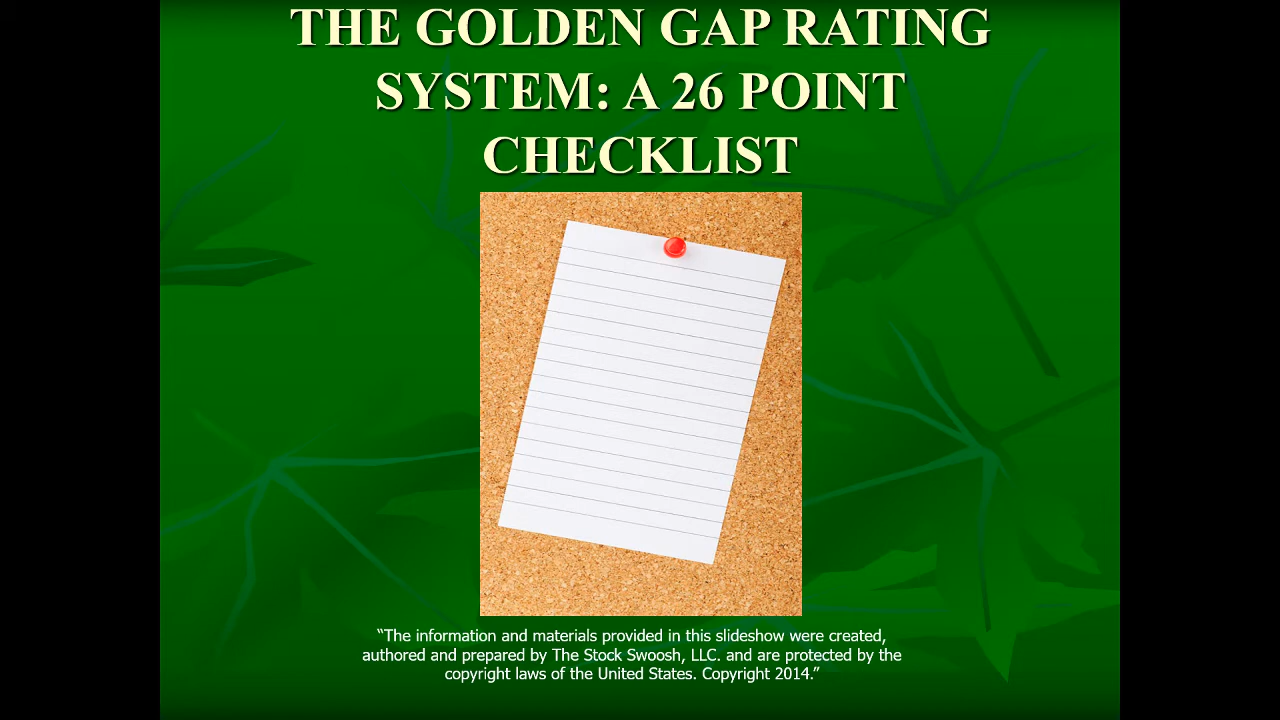 THE GOLDEN GAP RATING
SYSTEM: A 26 POINT
CHECKLIST
“The information and materials provided in this slideshow were created,
authored and prepared by The Stock Swoosh, LLC. and are protected by the
copyright laws of the United States. Copyright 2014.”